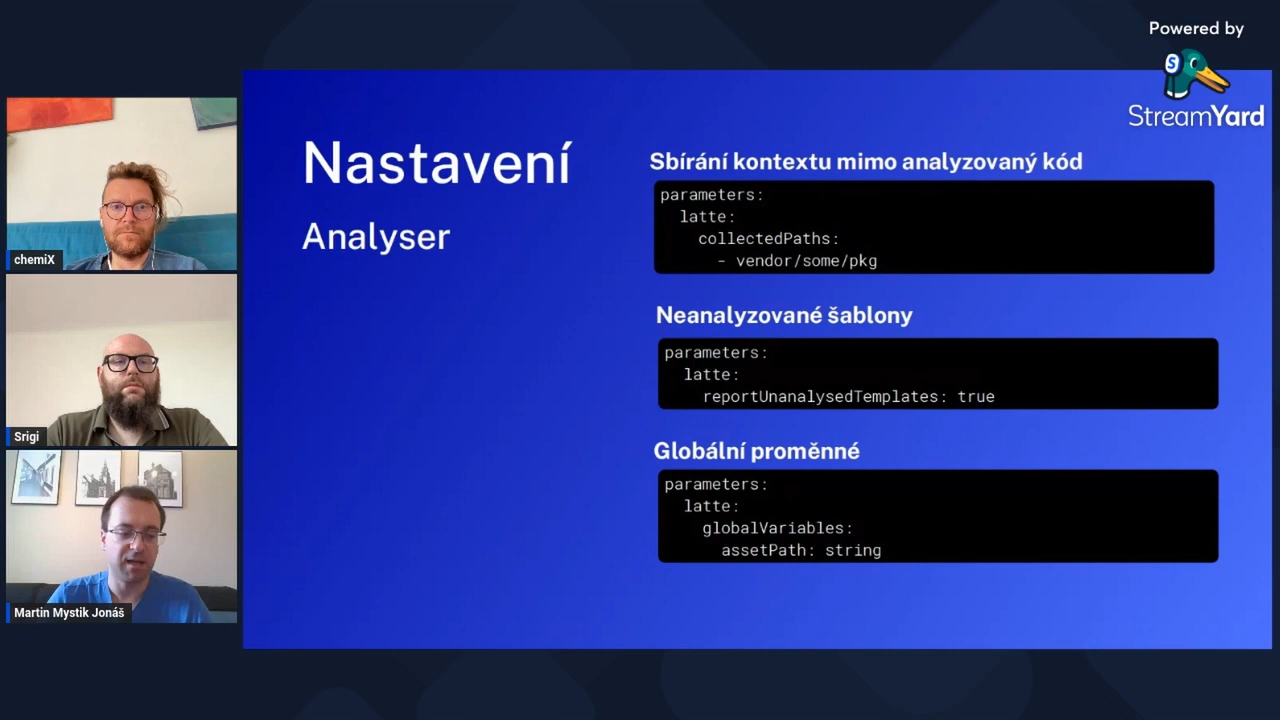 Powered by
StreamYard
Nastavení
Analyser
Sbírání kontextu mimo analyzovaný kód
parameters:
latte:
collectedPaths:
- vendor/some/pkg
Neanalyzované šablony
parameters:
latte:
reportUnanalysedTemplates: true
Globální proměnné
parameters:
latte:
globalVariables:
assetPath: string
chemiX
Srigi
Martin Mystik Jonáš